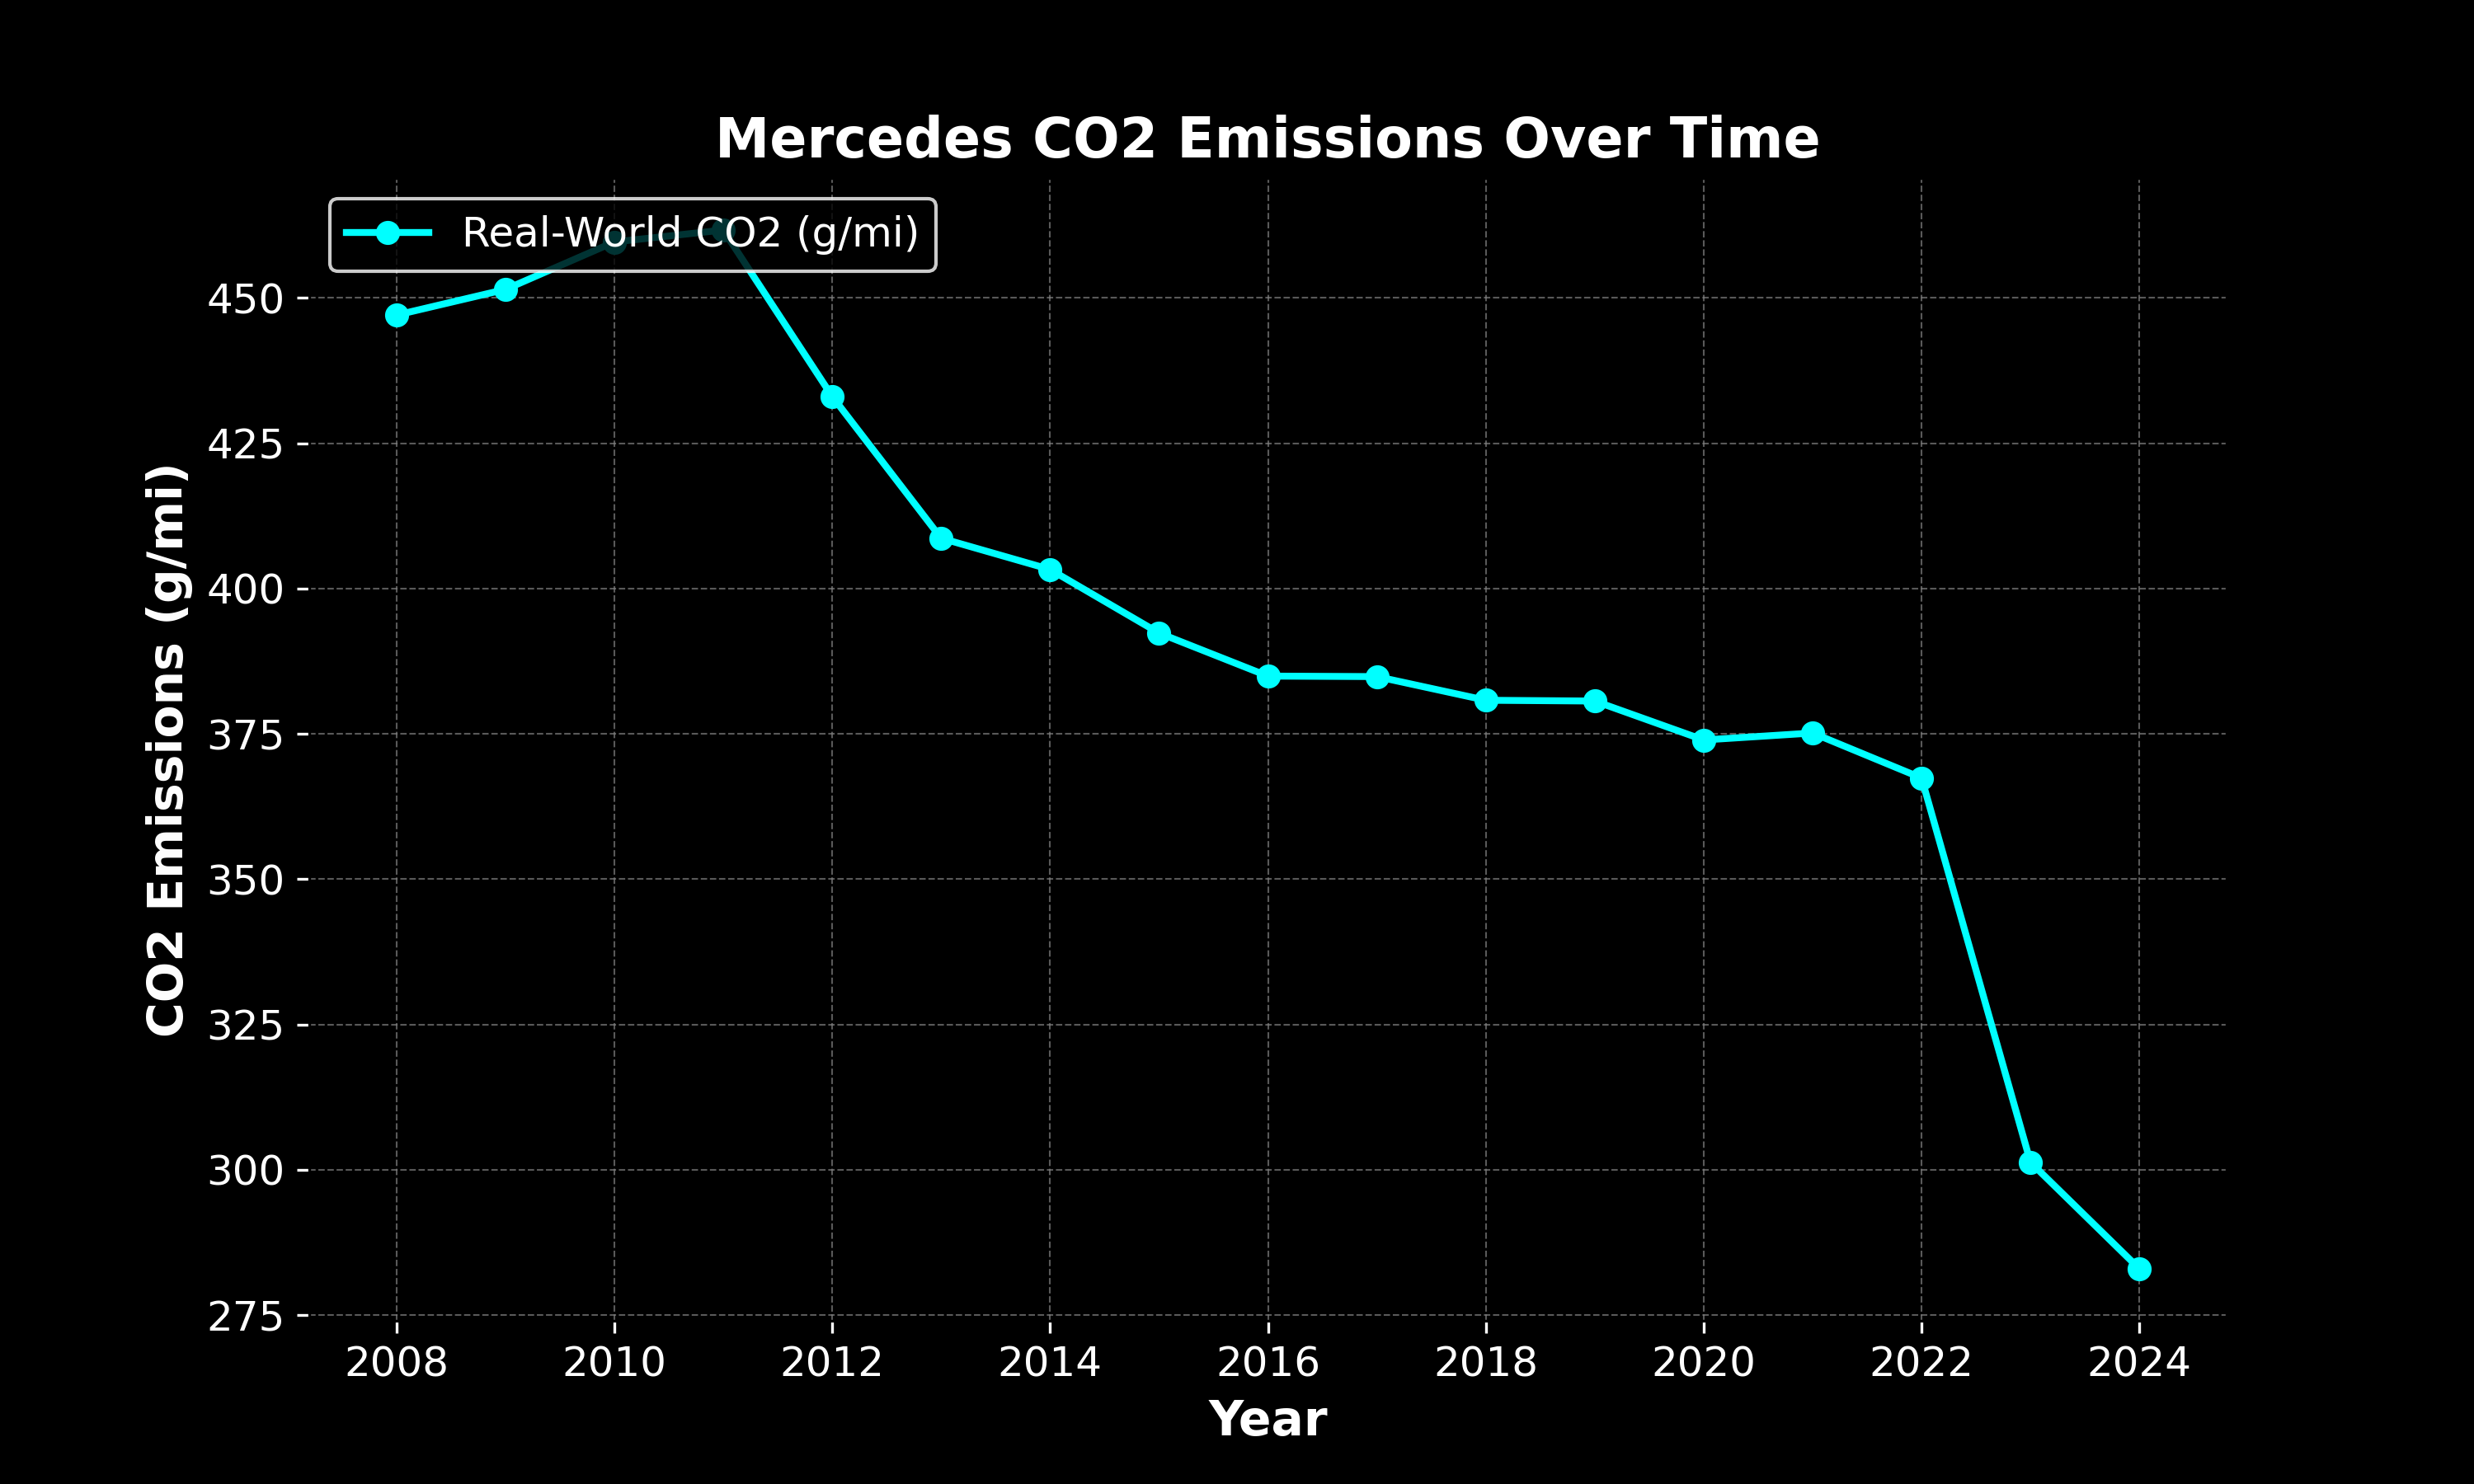 Mercedes CO2 Emissions Over Time
Real-World CO2 (g/mi)
CO2 Emissions (g/mi)
450
425
400
375
350
325
300
275
2008 2010 2012 2014 2016 2018 2020 2022 2024
Year